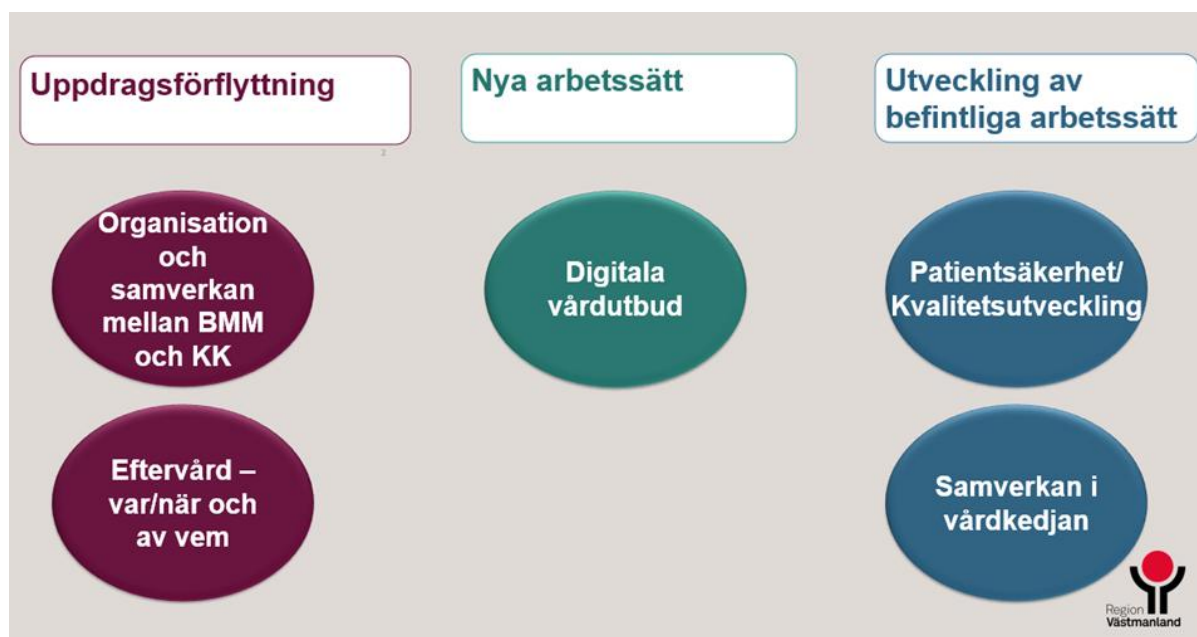 Uppdragsförflyttning
2
Organisation
och
samverkan
mellan BMM
och KK
Eftervård –
var/när och
av vem
Nya arbetssätt
Digitala
vårdutbud
Utveckling av
befintliga arbetssätt
Patientsäkerhet/
Kvalitetsutveckling
Samverkan i
vårdkedjan
Region
Västmanland